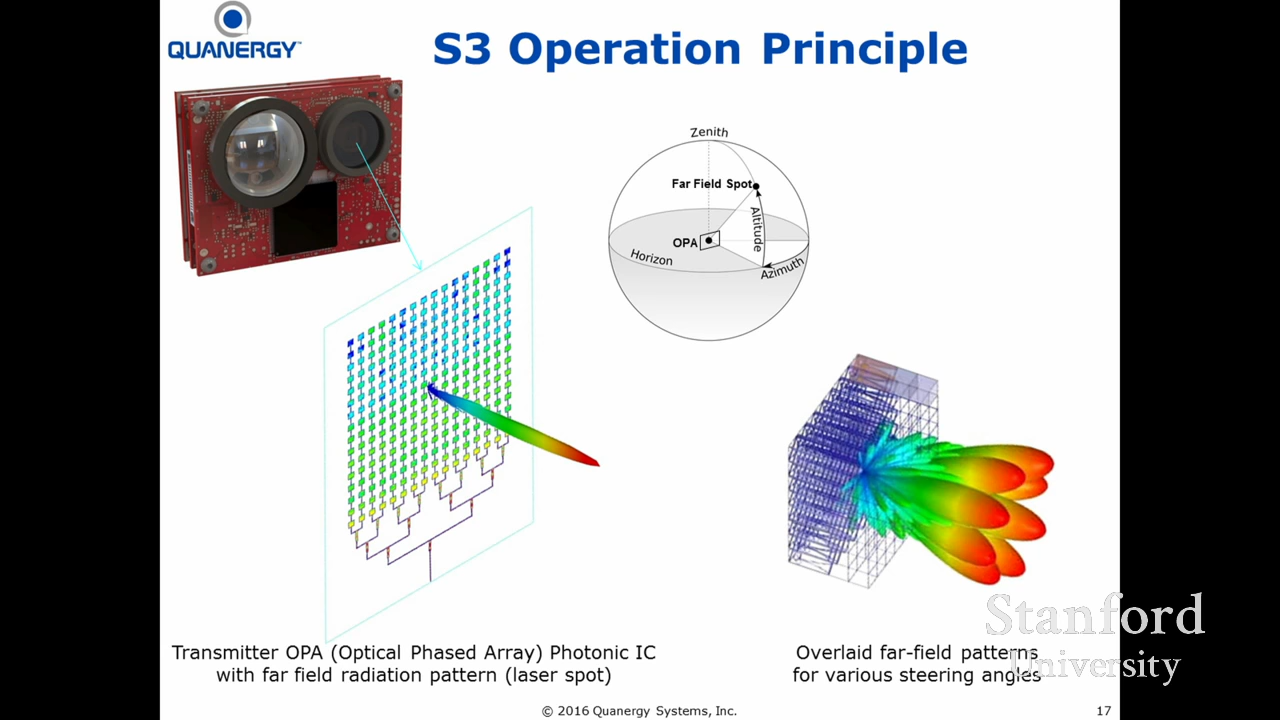 QUANERGY™
S3 Operation Principle
Zenith
Far Field Spot
Altitude
OPA
Horizon
Azimuth
Transmitter OPA (Optical Phased Array) Photonic IC
with far field radiation pattern (laser spot)
Overlaid far-field patterns
for various steering angles
Stanford
University
© 2016 Quanergy Systems, Inc.
17